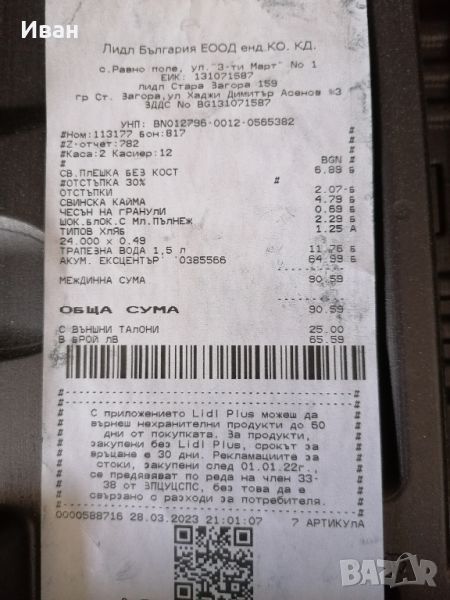 Иван
Лидл България ЕООД енд.КО. КД.
с.Равно поле, ул."3-ти Март" No 1
ЕИК: 131071587
лидл Стара Загора 159
гр Ст. Загора,ул Хаджи Димитър Асенов №3
ЗДДС No BG131071587
УНП: BN012796-0012-0565382
#Ном:113177 Бон:817
#Z-отчет:782
#Каса:2 Касиер:12
# BGN
СВ.ПЛЕШКА БЕЗ КОСТ 6.89 Б
#ОТСТЪПКА 30% #
ОТСТЪПКИ 2.07-Б
СВИНСКА КАЙМА 4.79 Б
ЧЕСЪН НА ГРАНУЛИ 0.69 Б
ШОК.БЛОК.С МЛ.ПЪЛНЕЖ 2.29 Б
ТИПОВ ХЛЯБ 1.25 А
24.000 x 0.49
ТРАПЕЗНА ВОДА 1,5 л 11.76 Б
АКУМ. ЕКСЦЕНТЪР 0385566 64.99 Б
МЕЖДИННА СУМА 90.59
ОБЩА СУМА 90.59
С ВЪНШНИ ТАЛОНИ 25.00
В БРОЙ ЛВ 65.59
С приложението Lidl Plus можеш да
върнеш нехранителни продукти до 60
дни от покупката. За продукти,
закупени без Lidl Plus, срокът за
връщане е 30 дни. Рекламациите за
стоки, закупени след 01.01.22г.,
се предявяват по реда на член 33-
38 от ЗПЦУЦСПС, без това да е
свързано с разходи за потребителя.
0000588716 28.03.2023 21:01:07 7 АРТИКУЛА
BAZAR